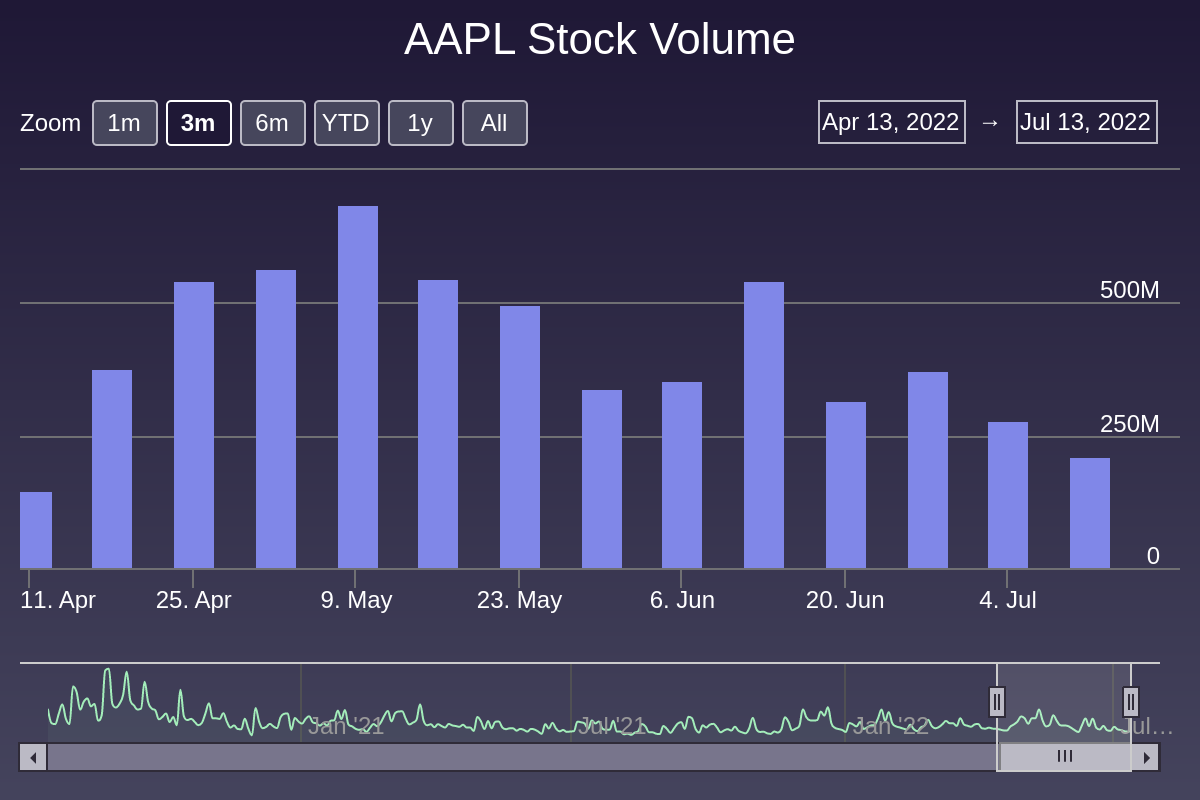 AAPL Stock Volume
Zoom 1m 3m 6m YTD 1y All Apr 13, 2022 → Jul 13, 2022
500M
250M
0
11. Apr 25. Apr 9. May 23. May 6. Jun 20. Jun 4. Jul
Jan '21 Jul '21 Jan '22 Jul…